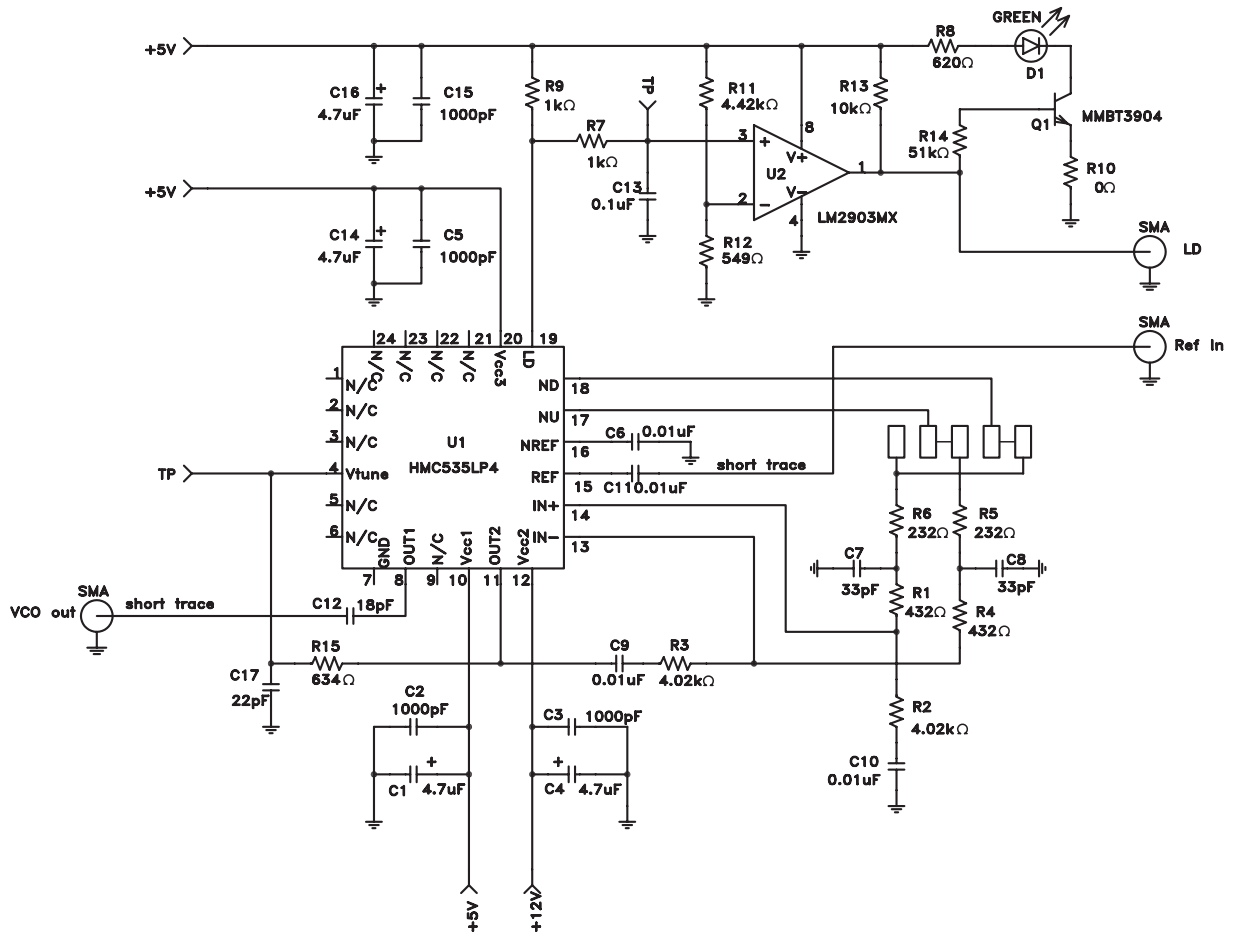 GREEN
+5V
R8
620Ω
D1
C16
4.7uF
+
C15
1000pF
R9
1kΩ
TP
R11
4.42kΩ
R13
10kΩ
MMBT3904
Q1
R7
1kΩ
3
+
8
V+
U2
1
R14
51kΩ
R10
0Ω
C13
0.1uF
2
−
V−
4
LM2903MX
+5V
C14
4.7uF
+
C5
1000pF
R12
549Ω
SMA
LD
24
23
22
21
20
19
N/C
N/C
N/C
N/C
Vcc3
LD
SMA
Ref in
1
N/C
ND
18
2
N/C
NU
17
3
N/C
U1
NREF
16
C6
0.01uF
TP
4
Vtune
HMC535LP4
REF
15
C11
0.01uF
short trace
5
N/C
IN+
14
R6
232Ω
R5
232Ω
6
N/C
GND
OUT1
N/C
Vcc1
OUT2
Vcc2
IN−
13
7
8
9
10
11
12
C7
33pF
C8
33pF
SMA
VCO out
short trace
C12
18pF
R1
432Ω
R4
432Ω
R15
634Ω
C9
0.01uF
R3
4.02kΩ
C17
22pF
C2
1000pF
C3
1000pF
R2
4.02kΩ
+
C1
4.7uF
+
C4
4.7uF
C10
0.01uF
+5V
+12V